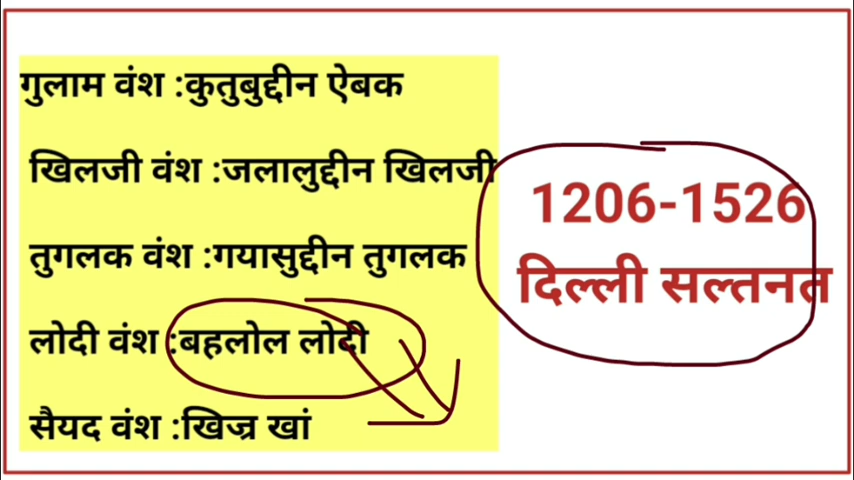 गुलाम वंश :कुतुबुद्दीन ऐबक
खिलजी वंश :जलालुद्दीन खिलजी
तुगलक वंश :गयासुद्दीन तुगलक
लोदी वंश :बहलोल लोदी
सैयद वंश :खिज्र खां
1206-1526
दिल्ली सल्तनत